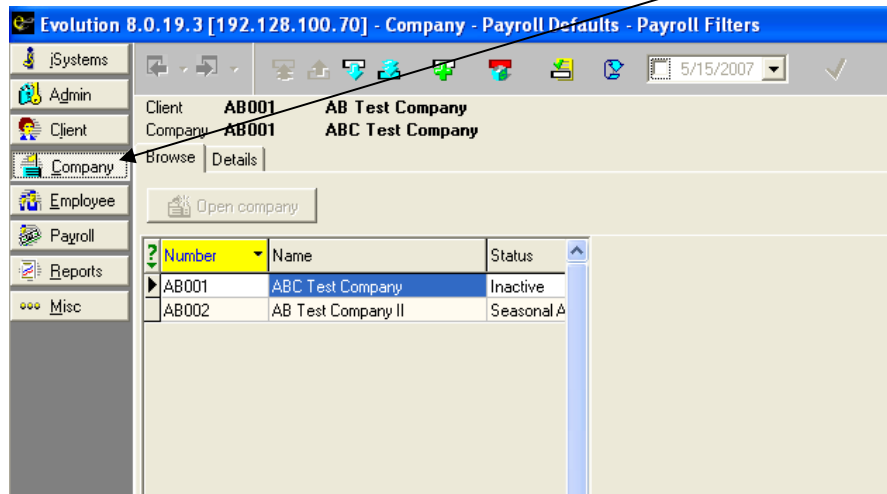 Evolution 8.0.19.3 [192.128.100.70] - Company - Payroll Defaults - Payroll Filters
jSystems
5/15/2007
Admin
Client AB001 AB Test Company
Client
Company AB001 ABC Test Company
Company
Browse Details
Employee
Open company
Payroll
? Number Name Status
Reports
AB001 ABC Test Company Inactive
Misc
AB002 AB Test Company II Seasonal A